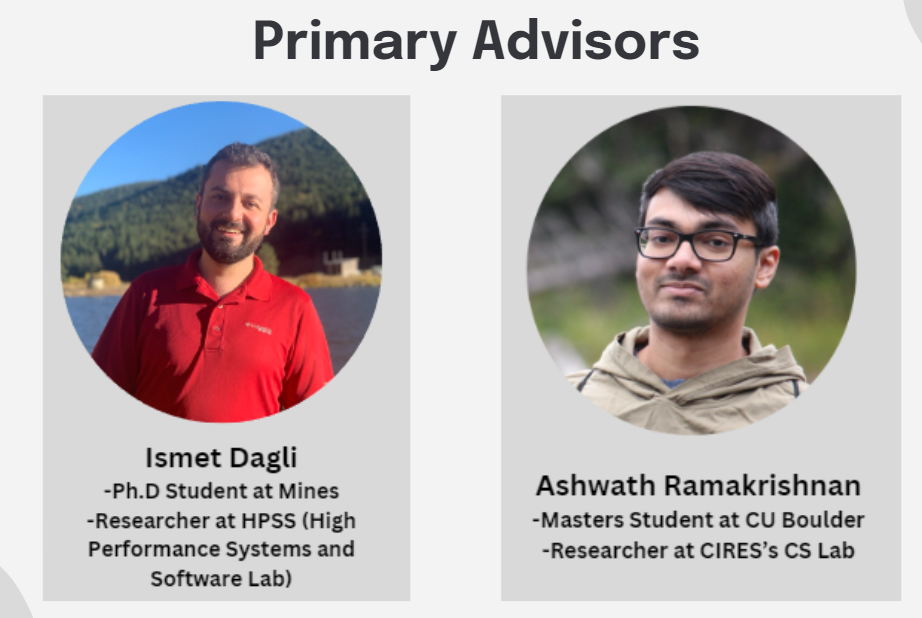 Primary Advisors
Ismet Dagli
-Ph.D Student at Mines
-Researcher at HPSS (High
Performance Systems and
Software Lab)
Ashwath Ramakrishnan
-Masters Student at CU Boulder
-Researcher at CIRES’s CS Lab